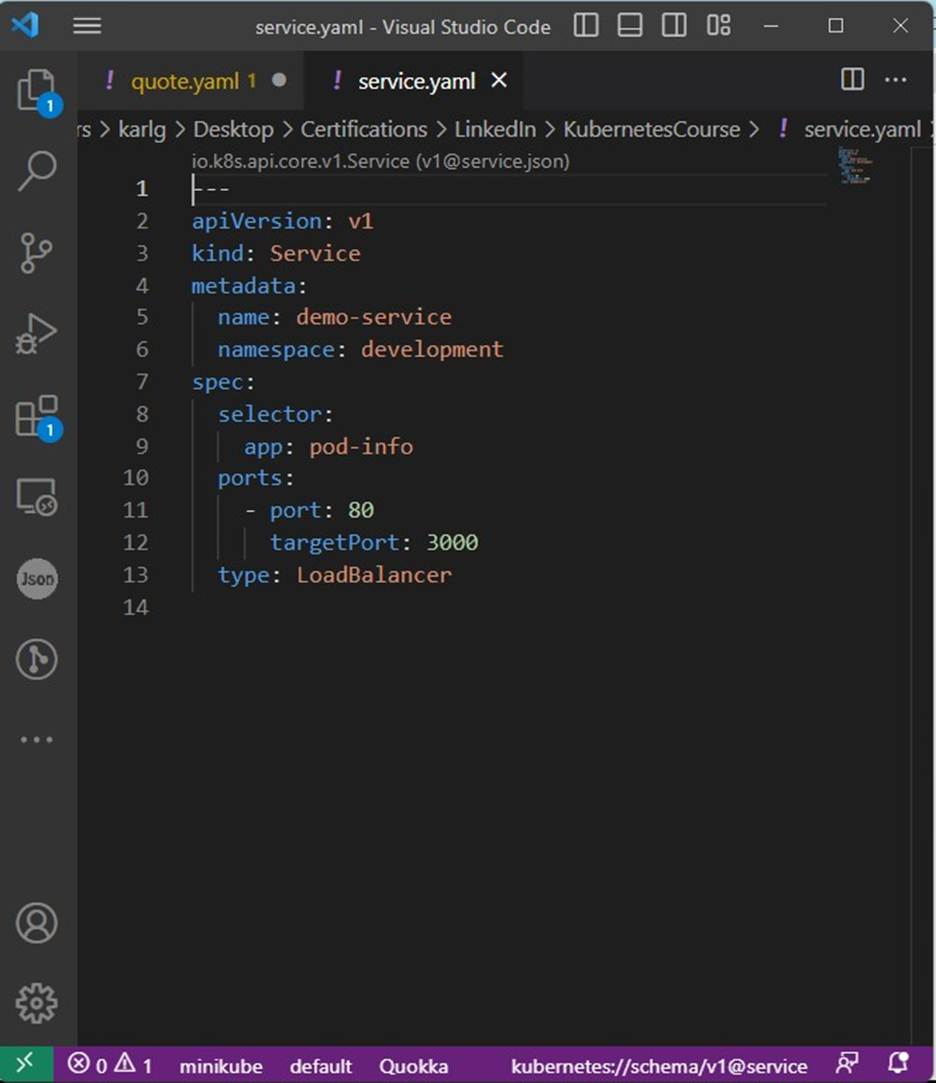 service.yaml - Visual Studio Code
! quote.yaml 1 ● ! service.yaml ×
rs > karlg > Desktop > Certifications > LinkedIn > KubernetesCourse > ! service.yaml
io.k8s.api.core.v1.Service (v1@service.json)
1 ---
2 apiVersion: v1
3 kind: Service
4 metadata:
5   name: demo-service
6   namespace: development
7 spec:
8   selector:
9     app: pod-info
10   ports:
11     - port: 80
12       targetPort: 3000
13   type: LoadBalancer
14
1
1
Json
0 1 minikube default Quokka kubernetes://schema/v1@service